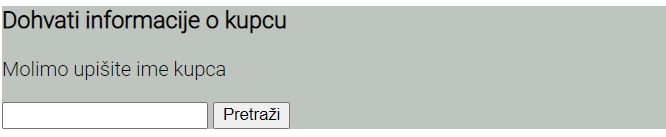 Dohvati informacije o kupcu
Molimo upišite ime kupca
Pretraži